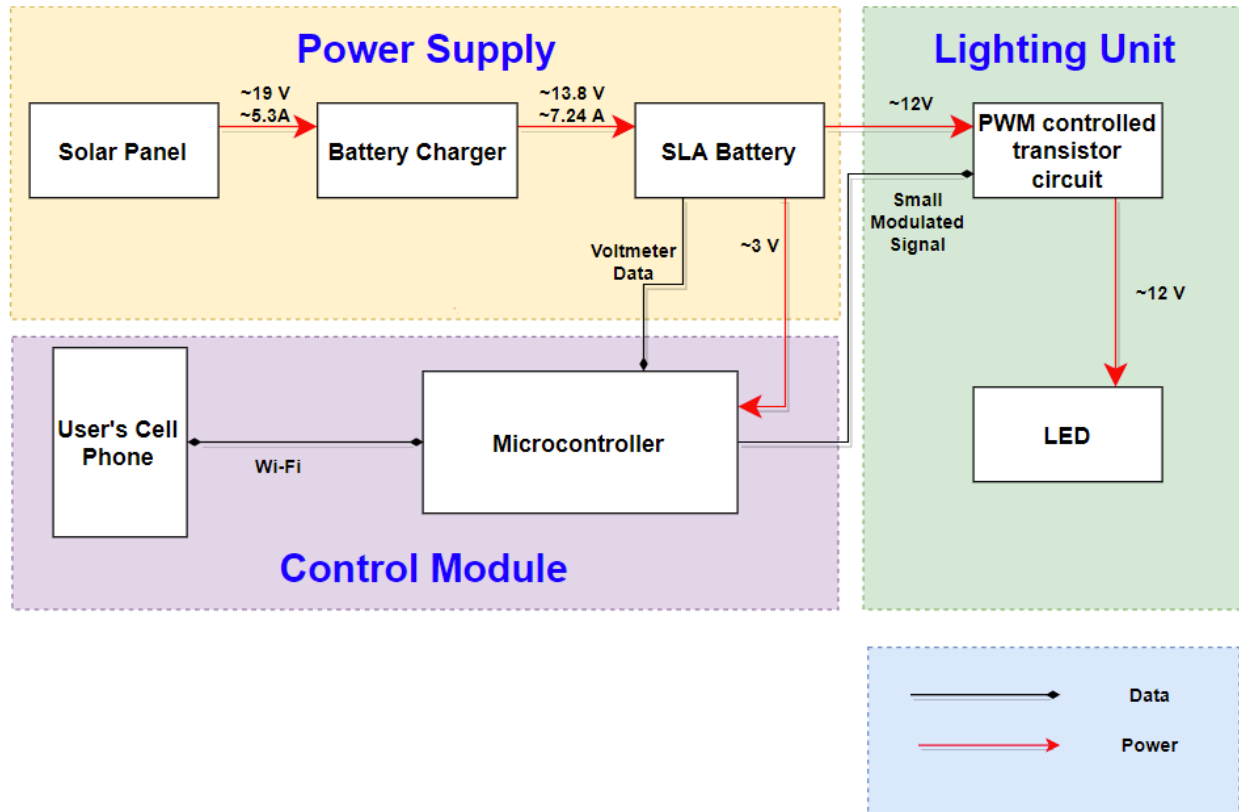 Power Supply
Lighting Unit
~19 V
~5.3A
~13.8 V
~7.24 A
~12V
Solar Panel
Battery Charger
SLA Battery
PWM controlled
transistor
circuit
Small
Modulated
Signal
Voltmeter
Data
~3 V
~12 V
User's Cell
Phone
Wi-Fi
Microcontroller
LED
Control Module
Data
Power